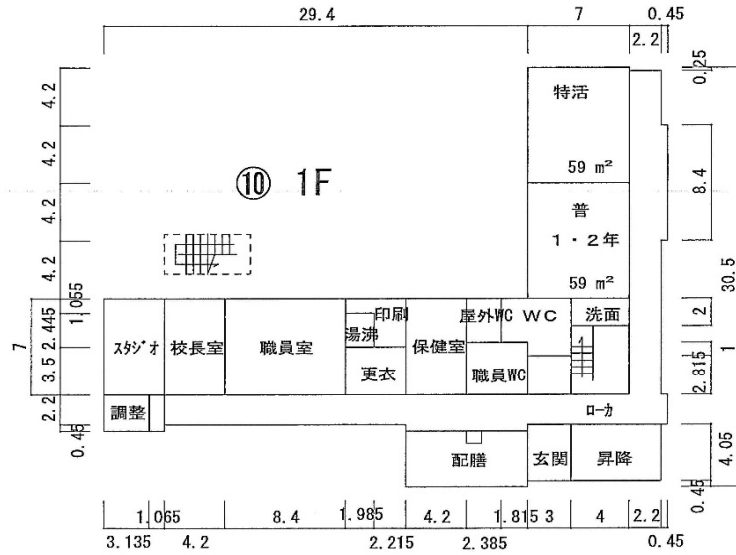 29.4
7
0.45
2.2
0.25
4.2
4.2
4.2
4.2
特活
59 m²
8.4
⑩ 1F
普
1・2年
59 m²
30.5
1.055
2.445
7
3.5
2.2
0.45
スタジオ
校長室
職員室
印刷
湯沸
更衣
保健室
屋外WC
WC
洗面
職員WC
2
1
2.815
調整
ローカ
配膳
玄関
昇降
4.05
0.45
1.065
8.4
1.985
4.2
1.815
3
4
2.2
3.135
4.2
2.215
2.385
0.45